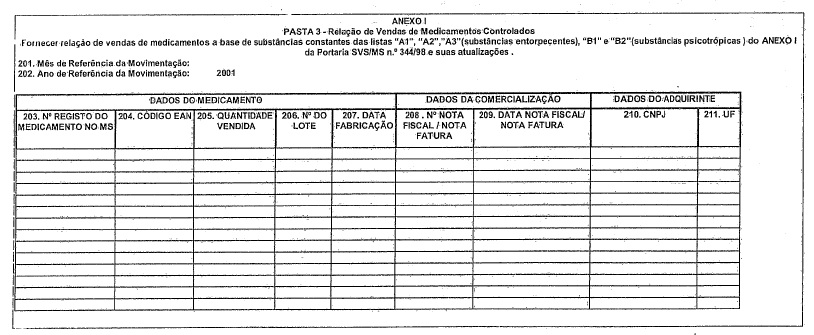 ANEXO I
PASTA 3 - Relação de Vendas de Medicamentos Controlados
Fornecer relação de vendas de medicamentos a base de substâncias constantes das listas "A1", "A2","A3"(substâncias entorpecentes), "B1" e "B2"(substâncias psicotrópicas ) do ANEXO I
da Portaria SVS/MS n.º 344/98 e suas atualizações .
201. Mês de Referência da Movimentação:
202. Ano de Referência da Movimentação: 2001
DADOS DO MEDICAMENTO DADOS DA COMERCIALIZAÇÃO DADOS DO ADQUIRINTE
203. Nº REGISTO DO MEDICAMENTO NO MS
204. CÓDIGO EAN
205. QUANTIDADE VENDIDA
206. Nº DO LOTE
207. DATA FABRICAÇÃO
208 . Nº NOTA FISCAL / NOTA FATURA
209. DATA NOTA FISCAL/ NOTA FATURA
210. CNPJ
211. UF